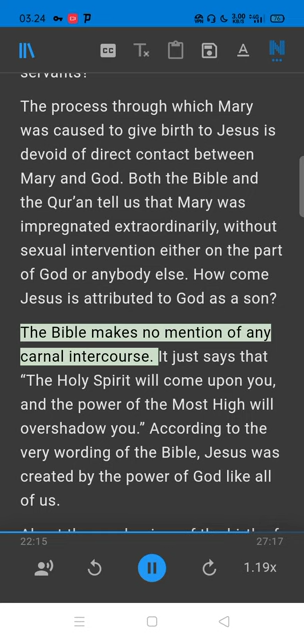 03.24
3,00
KB/S
servants?
The process through which Mary
was caused to give birth to Jesus is
devoid of direct contact between
Mary and God. Both the Bible and
the Qur’an tell us that Mary was
impregnated extraordinarily, without
sexual intervention either on the part
of God or anybody else. How come
Jesus is attributed to God as a son?
The Bible makes no mention of any
carnal intercourse. It just says that
“The Holy Spirit will come upon you,
and the power of the Most High will
overshadow you.” According to the
very wording of the Bible, Jesus was
created by the power of God like all
of us.
22:15
27:17
1.19x